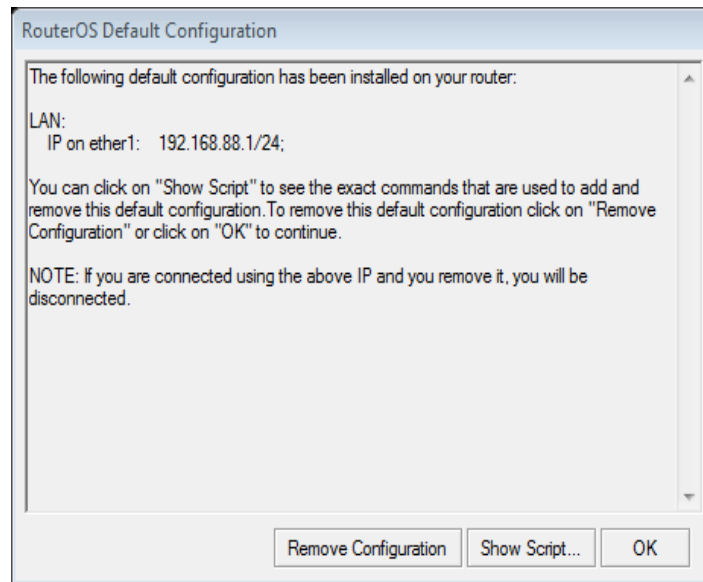 RouterOS Default Configuration
The following default configuration has been installed on your router:
LAN:
IP on ether1: 192.168.88.1/24;
You can click on "Show Script" to see the exact commands that are used to add and
remove this default configuration.To remove this default configuration click on "Remove
Configuration" or click on "OK" to continue.
NOTE: If you are connected using the above IP and you remove it, you will be
disconnected.
Remove Configuration
Show Script...
OK